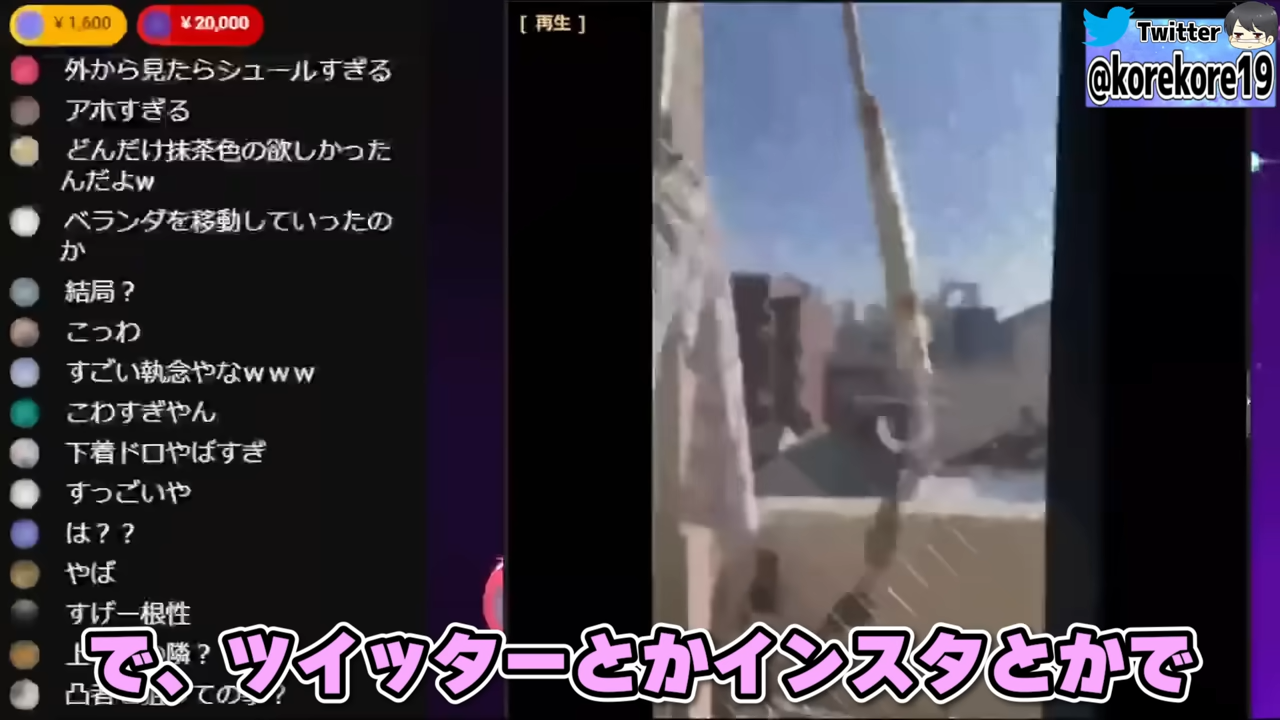 ¥1,600
¥20,000
[ 再生 ]
Twitter
@korekore19
外から見たらシュールすぎる
アホすぎる
どんだけ抹茶色の欲しかった
んだよw
ベランダを移動していったの
か
結局？
こっわ
すごい執念やなwww
こわすぎやん
下着ドロやばすぎ
すっごいや
は？？
やば
すげー根性
で、ツイッターとかインスタとかで